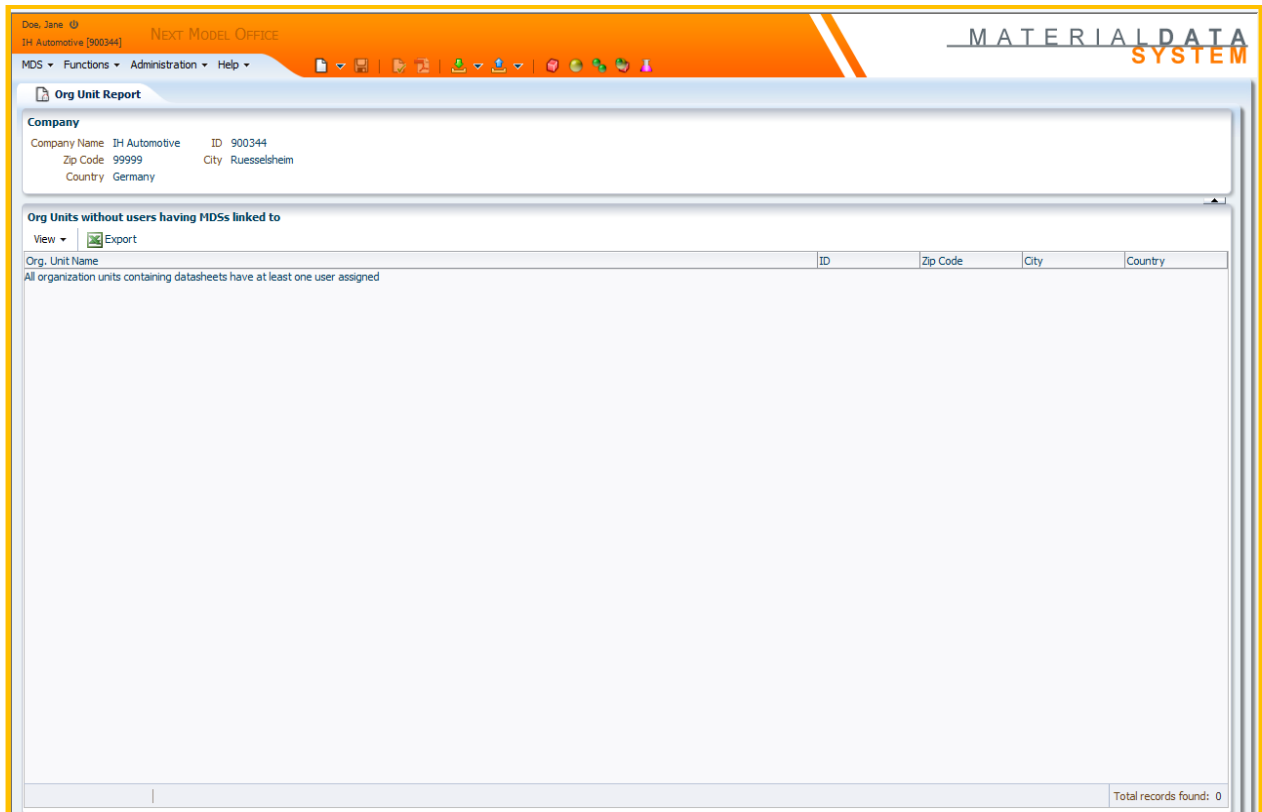 Doe, Jane
IH Automotive [900344]
NEXT MODEL OFFICE
MATERIALDATA
SYSTEM
MDS Functions Administration Help
Org Unit Report
Company
Company Name IH Automotive ID 900344
Zip Code 99999 City Ruesselsheim
Country Germany
Org Units without users having MDSs linked to
View Export
Org. Unit Name ID Zip Code City Country
All organization units containing datasheets have at least one user assigned
Total records found: 0